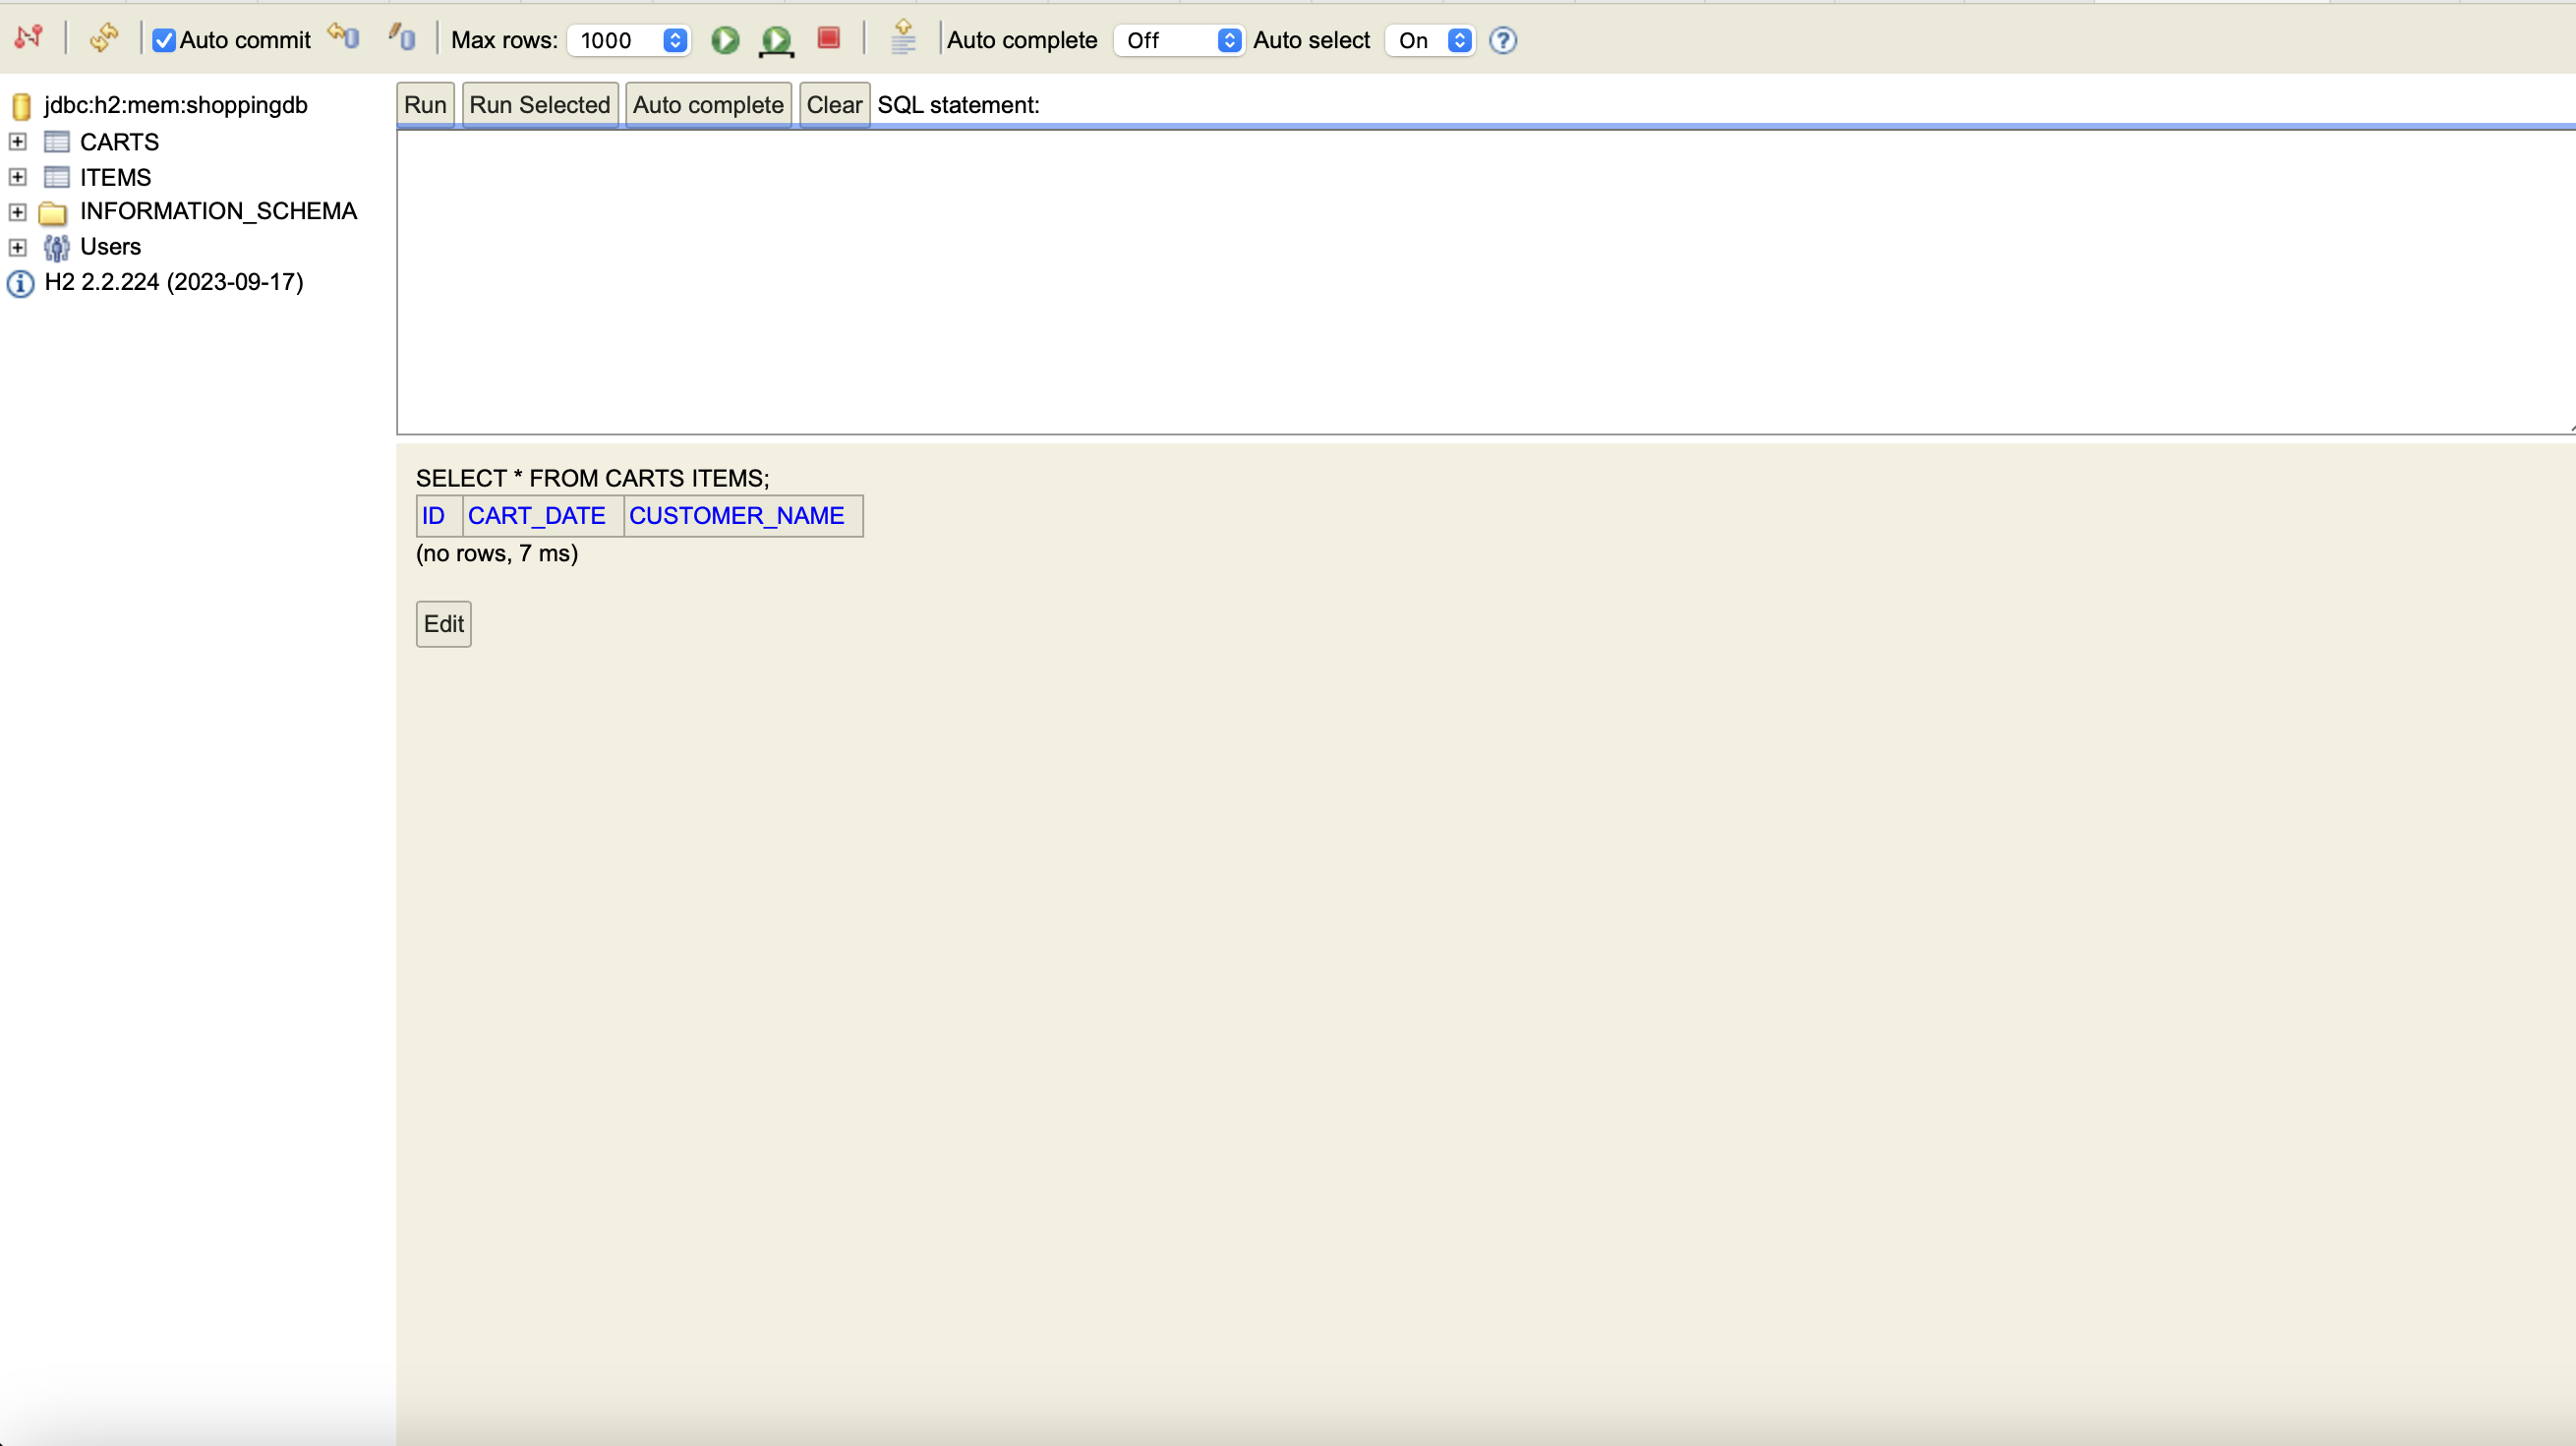 Auto commit Max rows: 1000 Auto complete Off Auto select On ?
jdbc:h2:mem:shoppingdb
CARTS
ITEMS
INFORMATION_SCHEMA
Users
H2 2.2.224 (2023-09-17)
Run Run Selected Auto complete Clear SQL statement:
SELECT * FROM CARTS ITEMS;
ID CART_DATE CUSTOMER_NAME
(no rows, 7 ms)
Edit